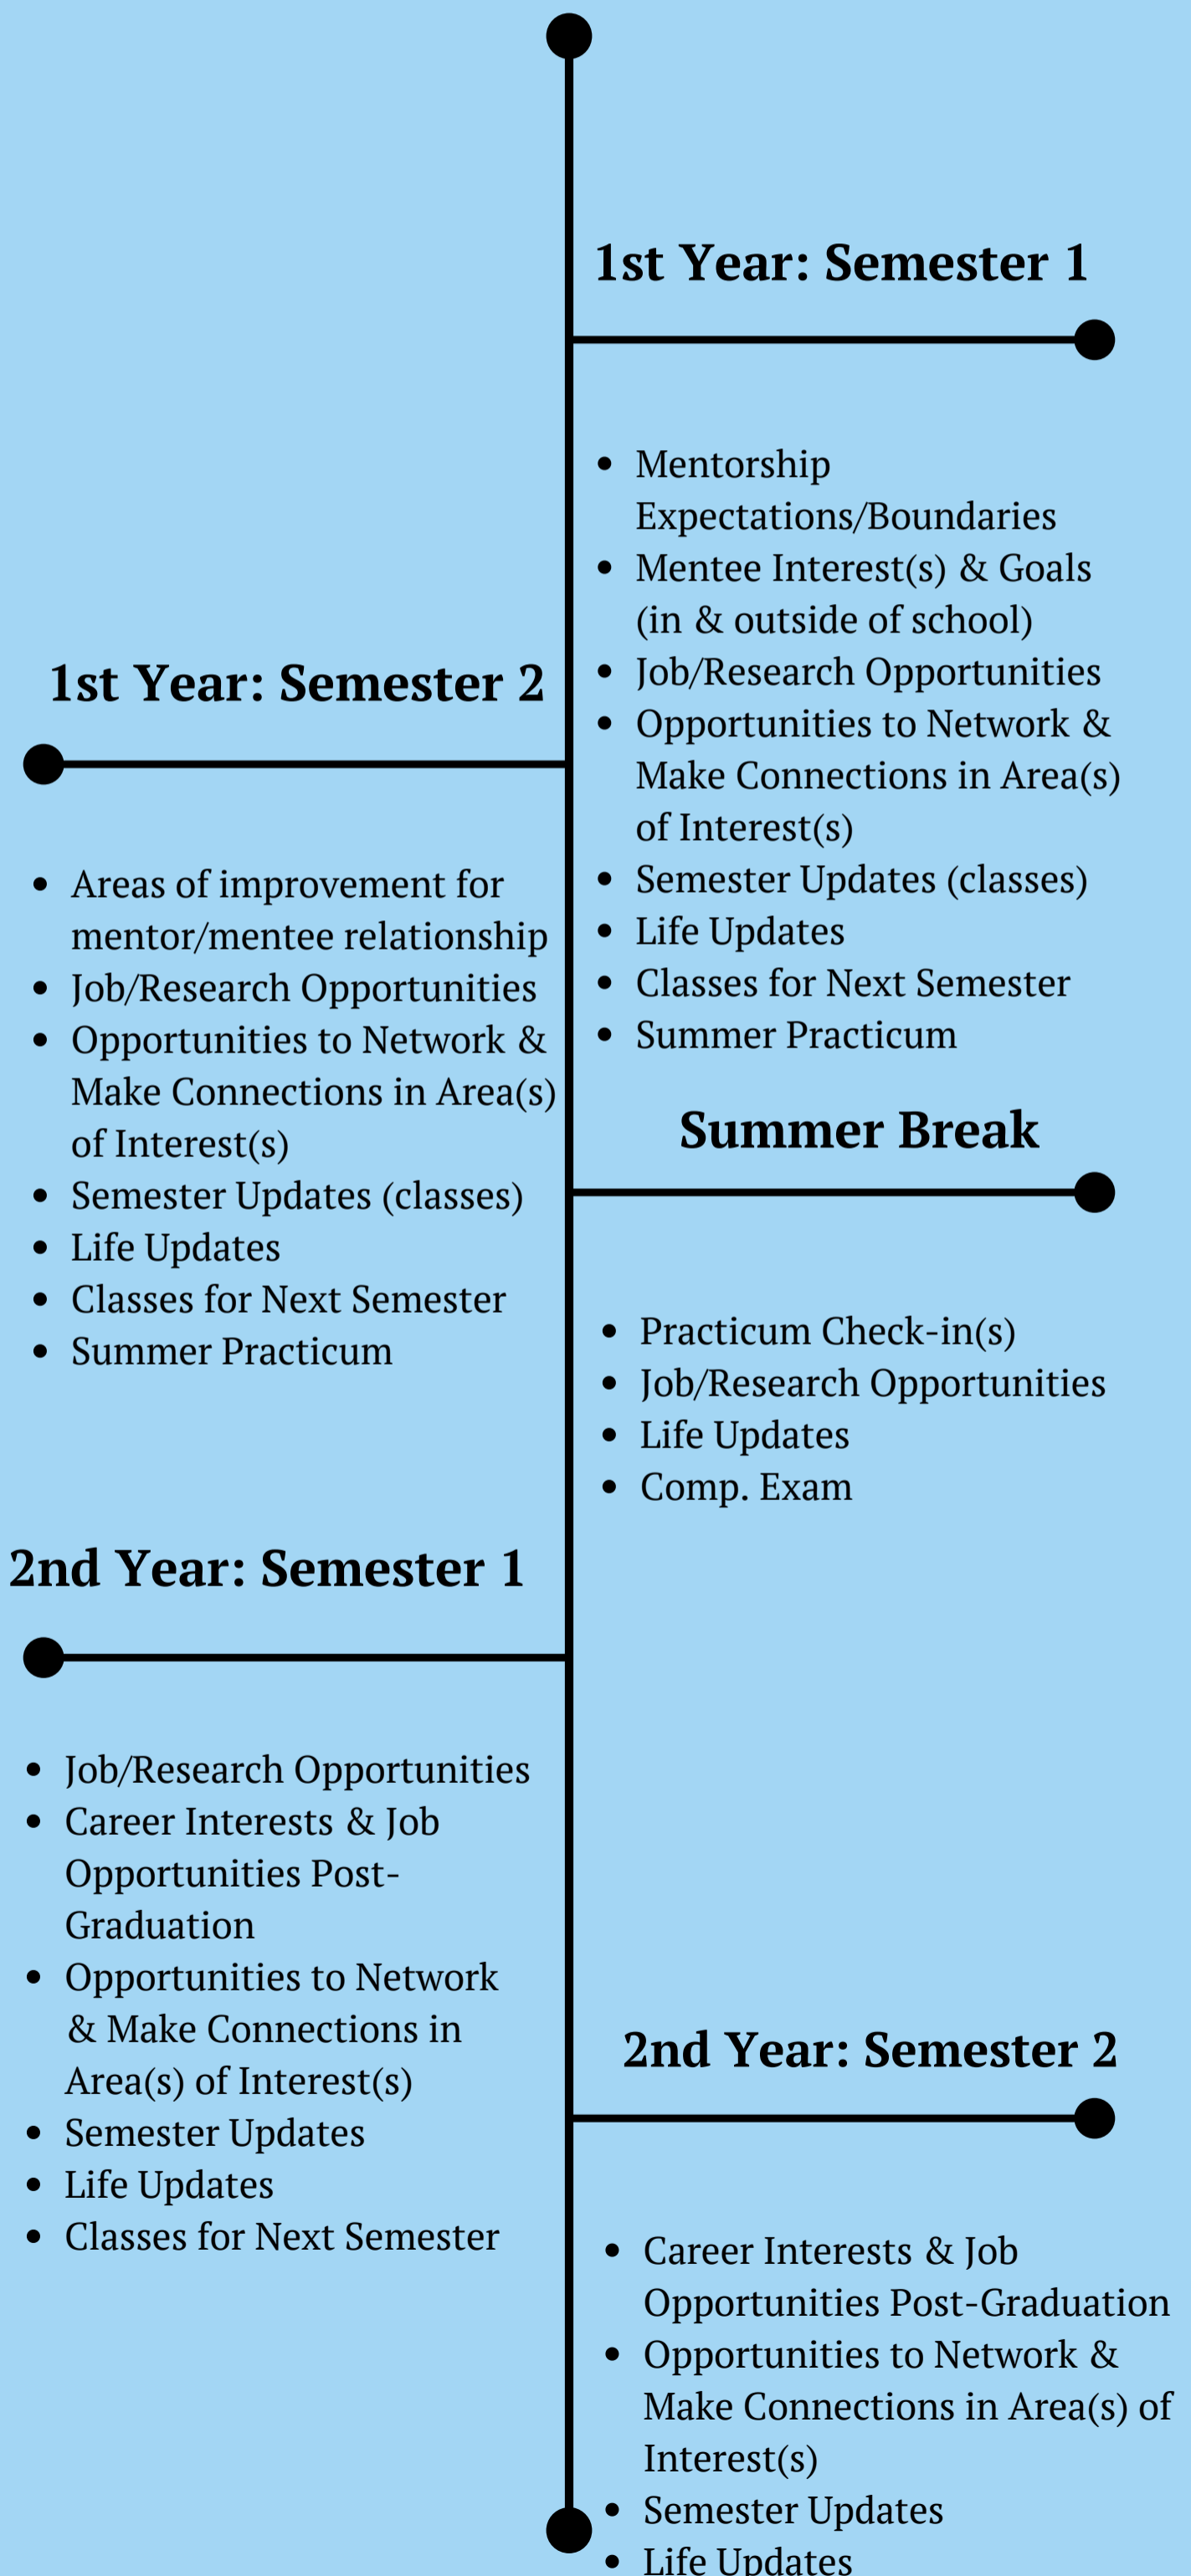 1st Year: Semester 1
• Mentorship
Expectations/Boundaries
• Mentee Interest(s) & Goals
(in & outside of school)
• Job/Research Opportunities
• Opportunities to Network &
Make Connections in Area(s)
of Interest(s)
• Semester Updates (classes)
• Life Updates
• Classes for Next Semester
• Summer Practicum
1st Year: Semester 2
• Areas of improvement for
mentor/mentee relationship
• Job/Research Opportunities
• Opportunities to Network &
Make Connections in Area(s)
of Interest(s)
• Semester Updates (classes)
• Life Updates
• Classes for Next Semester
• Summer Practicum
Summer Break
• Practicum Check-in(s)
• Job/Research Opportunities
• Life Updates
• Comp. Exam
2nd Year: Semester 1
• Job/Research Opportunities
• Career Interests & Job
Opportunities Post-
Graduation
• Opportunities to Network
& Make Connections in
Area(s) of Interest(s)
• Semester Updates
• Life Updates
• Classes for Next Semester
2nd Year: Semester 2
• Career Interests & Job
Opportunities Post-Graduation
• Opportunities to Network &
Make Connections in Area(s) of
Interest(s)
• Semester Updates
• Life Updates